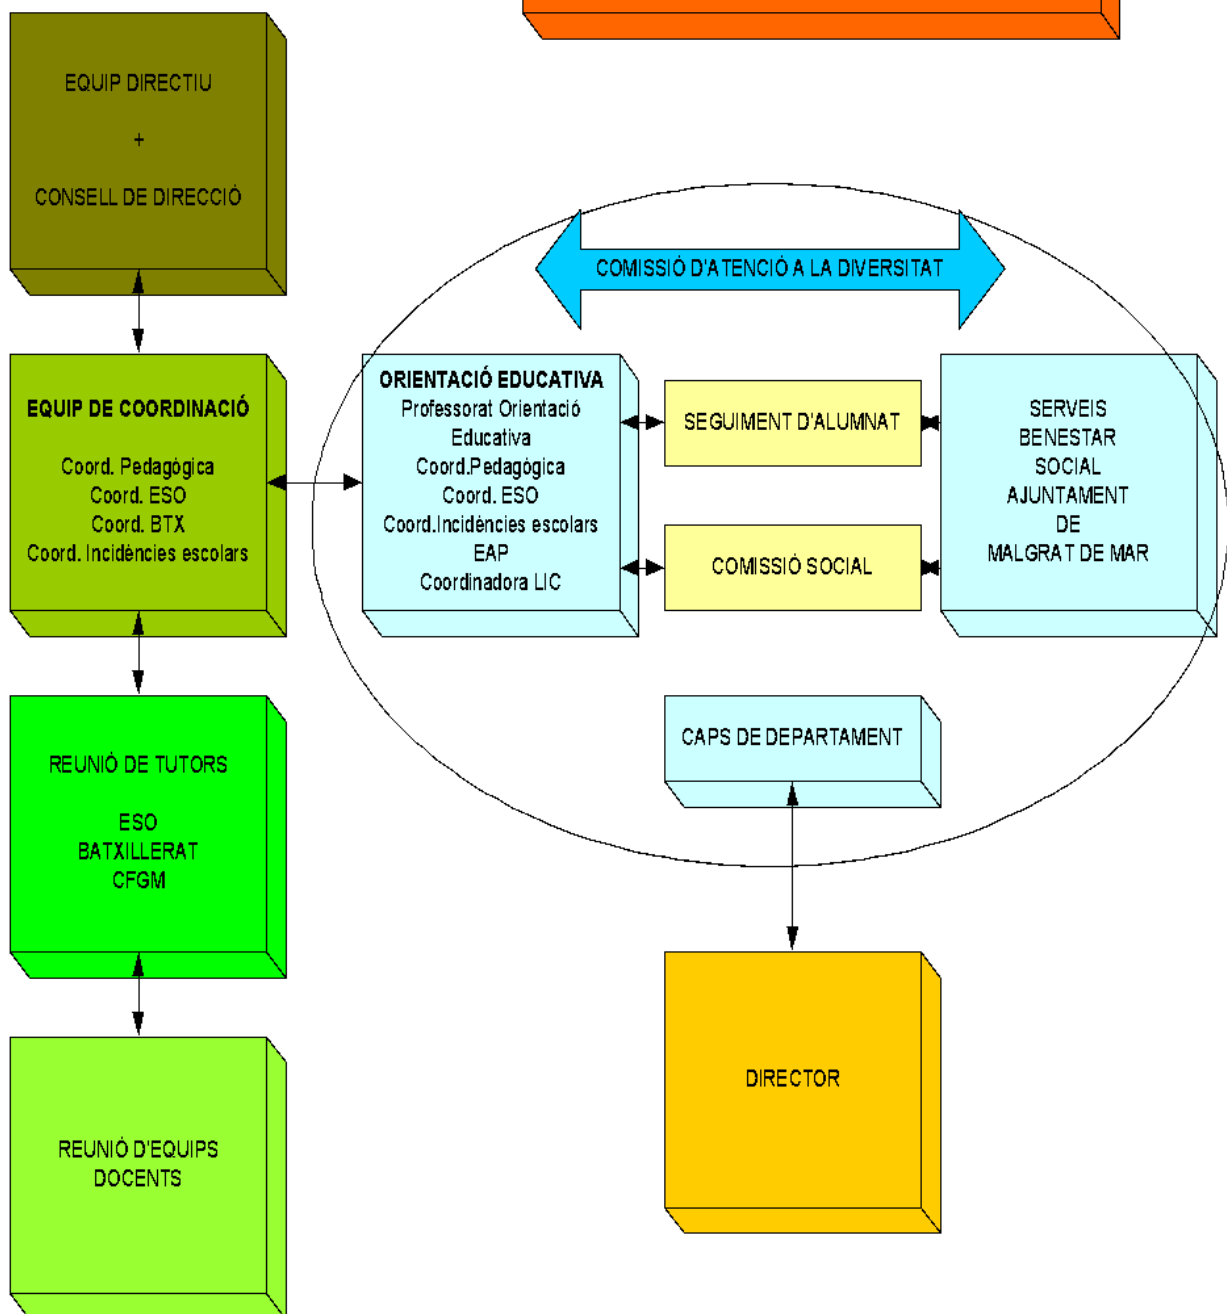 EQUIP DIRECTIU
+
CONSELL DE DIRECCIÓ
COMISSIÓ D'ATENCIÓ A LA DIVERSITAT
EQUIP DE COORDINACIÓ
Coord. Pedagògica
Coord. ESO
Coord. BTX
Coord. Incidències escolars
ORIENTACIÓ EDUCATIVA
Professorat Orientació
Educativa
Coord.Pedagògica
Coord. ESO
Coord.Incidències escolars
EAP
Coordinadora LIC
SEGUIMENT D'ALUMNAT
COMISSIÓ SOCIAL
SERVEIS
BENESTAR
SOCIAL
AJUNTAMENT
DE
MALGRAT DE MAR
REUNIÓ DE TUTORS
ESO
BATXILLERAT
CFGM
CAPS DE DEPARTAMENT
DIRECTOR
REUNIÓ D'EQUIPS
DOCENTS